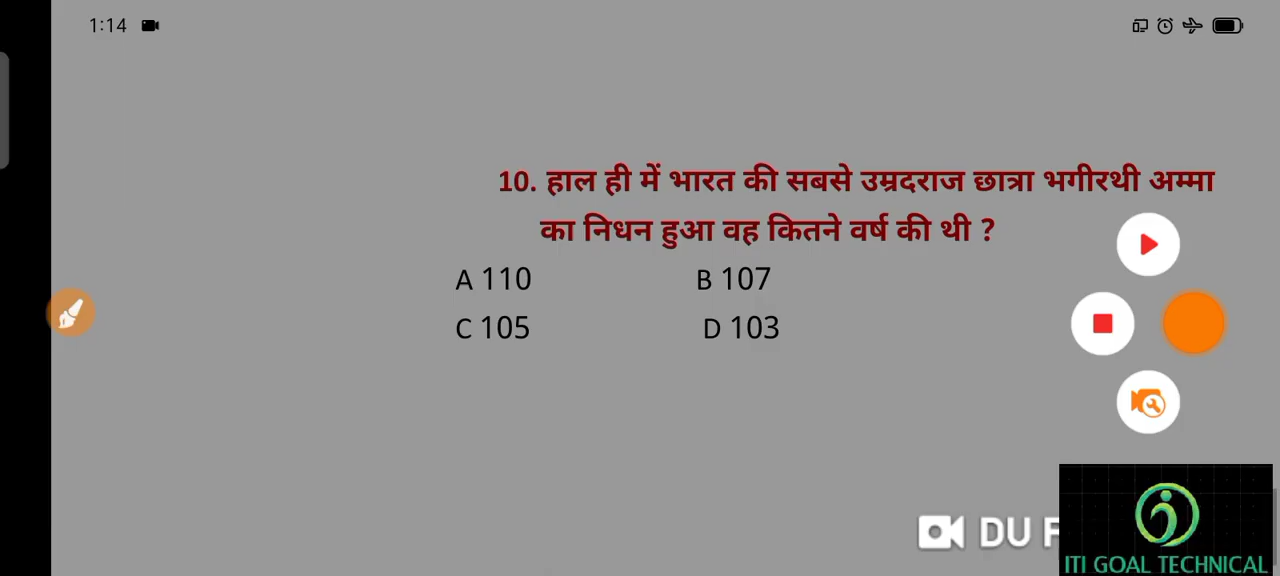 1:14
10. हाल ही में भारत की सबसे उम्रदराज छात्रा भगीरथी अम्मा
का निधन हुआ वह कितने वर्ष की थी ?
A 110 B 107
C 105 D 103
DU
ITI GOAL TECHNICAL